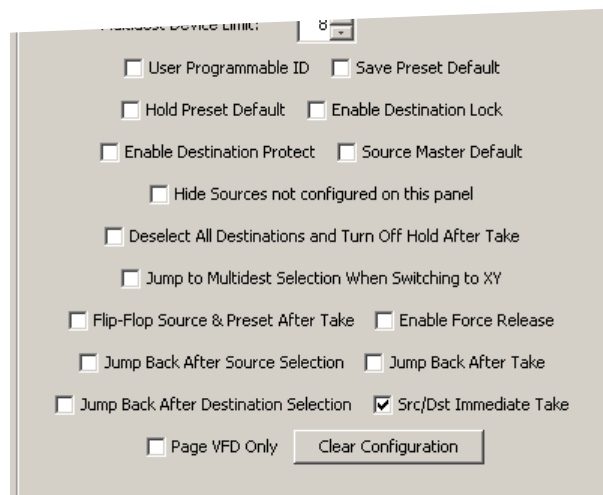 Multidest Device Limit: 8
User Programmable ID Save Preset Default
Hold Preset Default Enable Destination Lock
Enable Destination Protect Source Master Default
Hide Sources not configured on this panel
Deselect All Destinations and Turn Off Hold After Take
Jump to Multidest Selection When Switching to XY
Flip-Flop Source & Preset After Take Enable Force Release
Jump Back After Source Selection Jump Back After Take
Jump Back After Destination Selection Src/Dst Immediate Take
Page VFD Only Clear Configuration